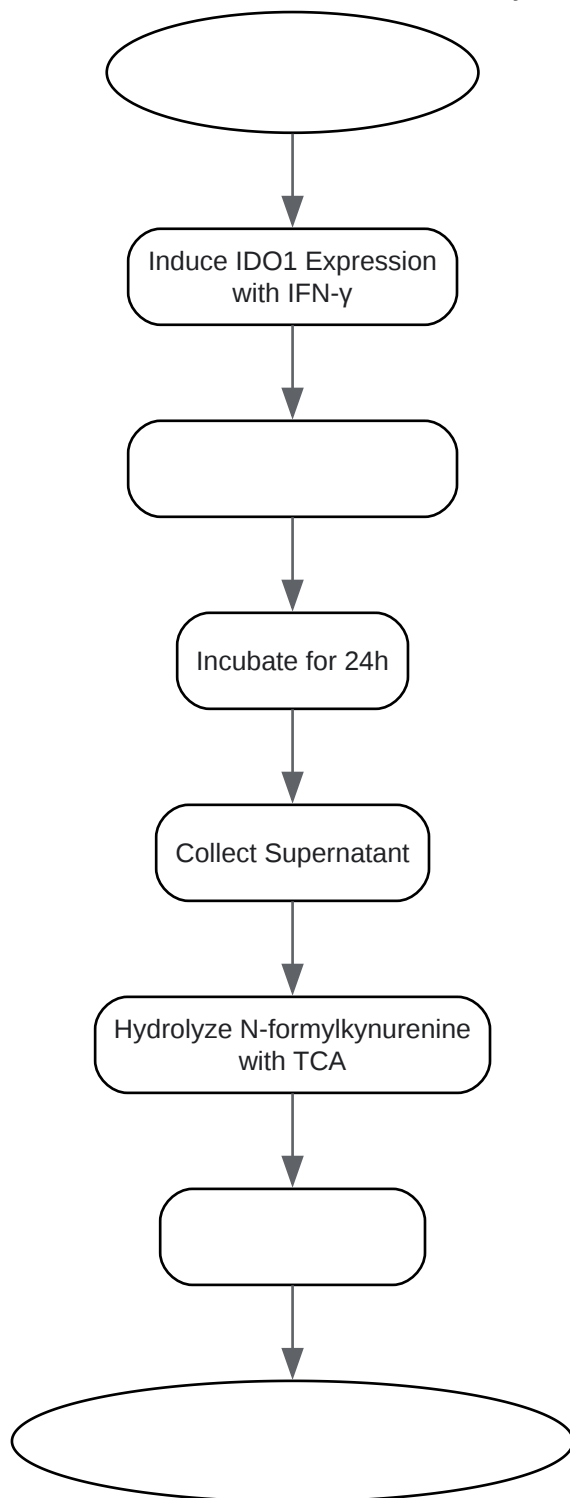 Induce IDO1 Expression
with IFN-γ
Incubate for 24h
Collect Supernatant
Hydrolyze N-formylkynurenine
with TCA